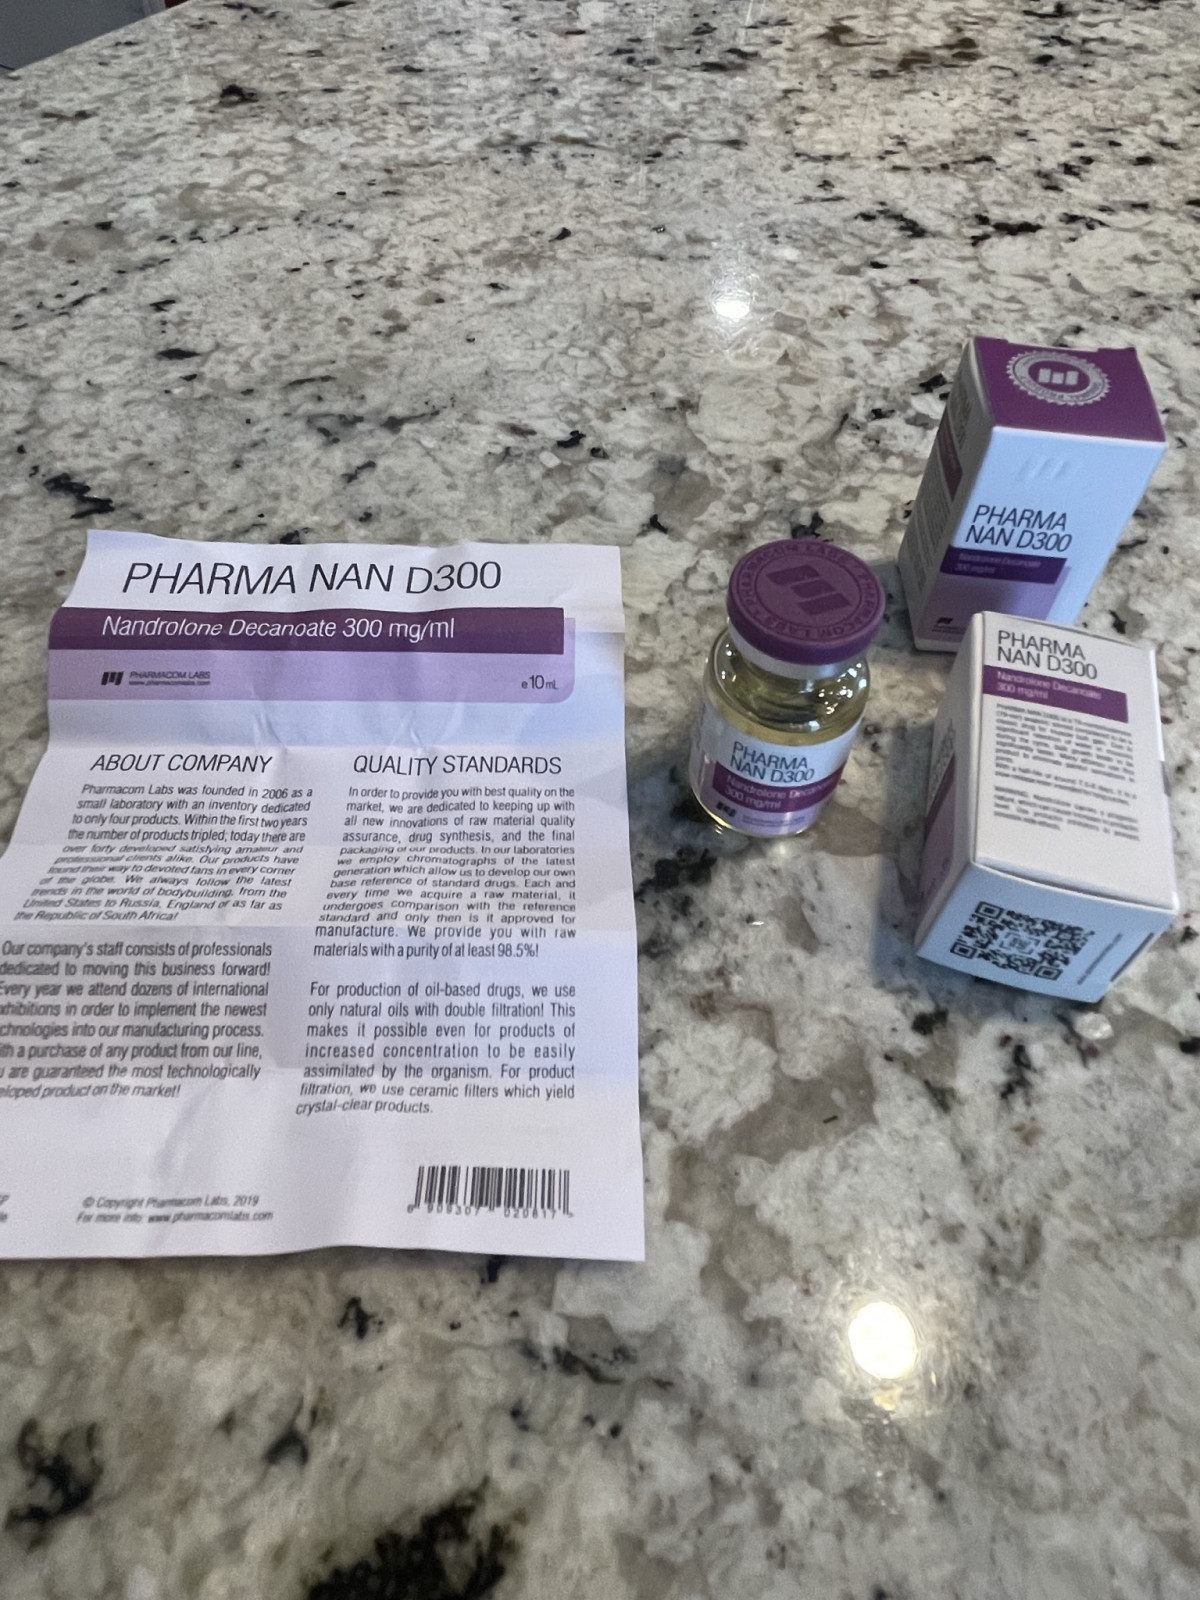 PHARMA NAN D300
Nandrolone Decanoate 300 mg/ml
PHARMACOM LABS
www.pharmacomlabs.com
e10mL
ABOUT COMPANY
Pharmacom Labs was founded in 2006 as a
small laboratory with an inventory dedicated
to only four products. Within the first two years
the number of products tripled; today there are
over forty developed satisfying amateur and
professional clients alike. Our products have
found their way to devoted fans in every corner
of the globe. We always follow the latest
trends in the world of bodybuilding, from the
United States to Russia, England or as far as
the Republic of South Africa!
Our company's staff consists of professionals
dedicated to moving this business forward!
Every year we attend dozens of international
xhibitions in order to implement the newest
chnologies into our manufacturing process.
ith a purchase of any product from our line,
u are guaranteed the most technologically
eloped product on the market!
QUALITY STANDARDS
In order to provide you with best quality on the
market, we are dedicated to keeping up with
all new innovations of raw material quality
assurance, drug synthesis, and the final
packaging of our products. In our laboratories
we employ chromatographs of the latest
generation which allow us to develop our own
base reference of standard drugs. Each and
every time we acquire a raw material, it
undergoes comparison with the reference
standard and only then is it approved for
manufacture. We provide you with raw
materials with a purity of at least 98.5%!
For production of oil-based drugs, we use
only natural oils with double filtration! This
makes it possible even for products of
increased concentration to be easily
assimilated by the organism. For product
filtration, we use ceramic filters which yield
crystal-clear products.
© Copyright Pharmacom Labs, 2019
For more info: www.pharmacomlabs.com
PHARMACOM LABS
PHARMA
NAN D300
Nandrolone Decanoate
300 mg/ml
PHARMA
NAN D300
Nandrolone Decanoate
300 mg/ml
PHARMA
NAN D300
Nandrolone Decanoate
300 mg/ml